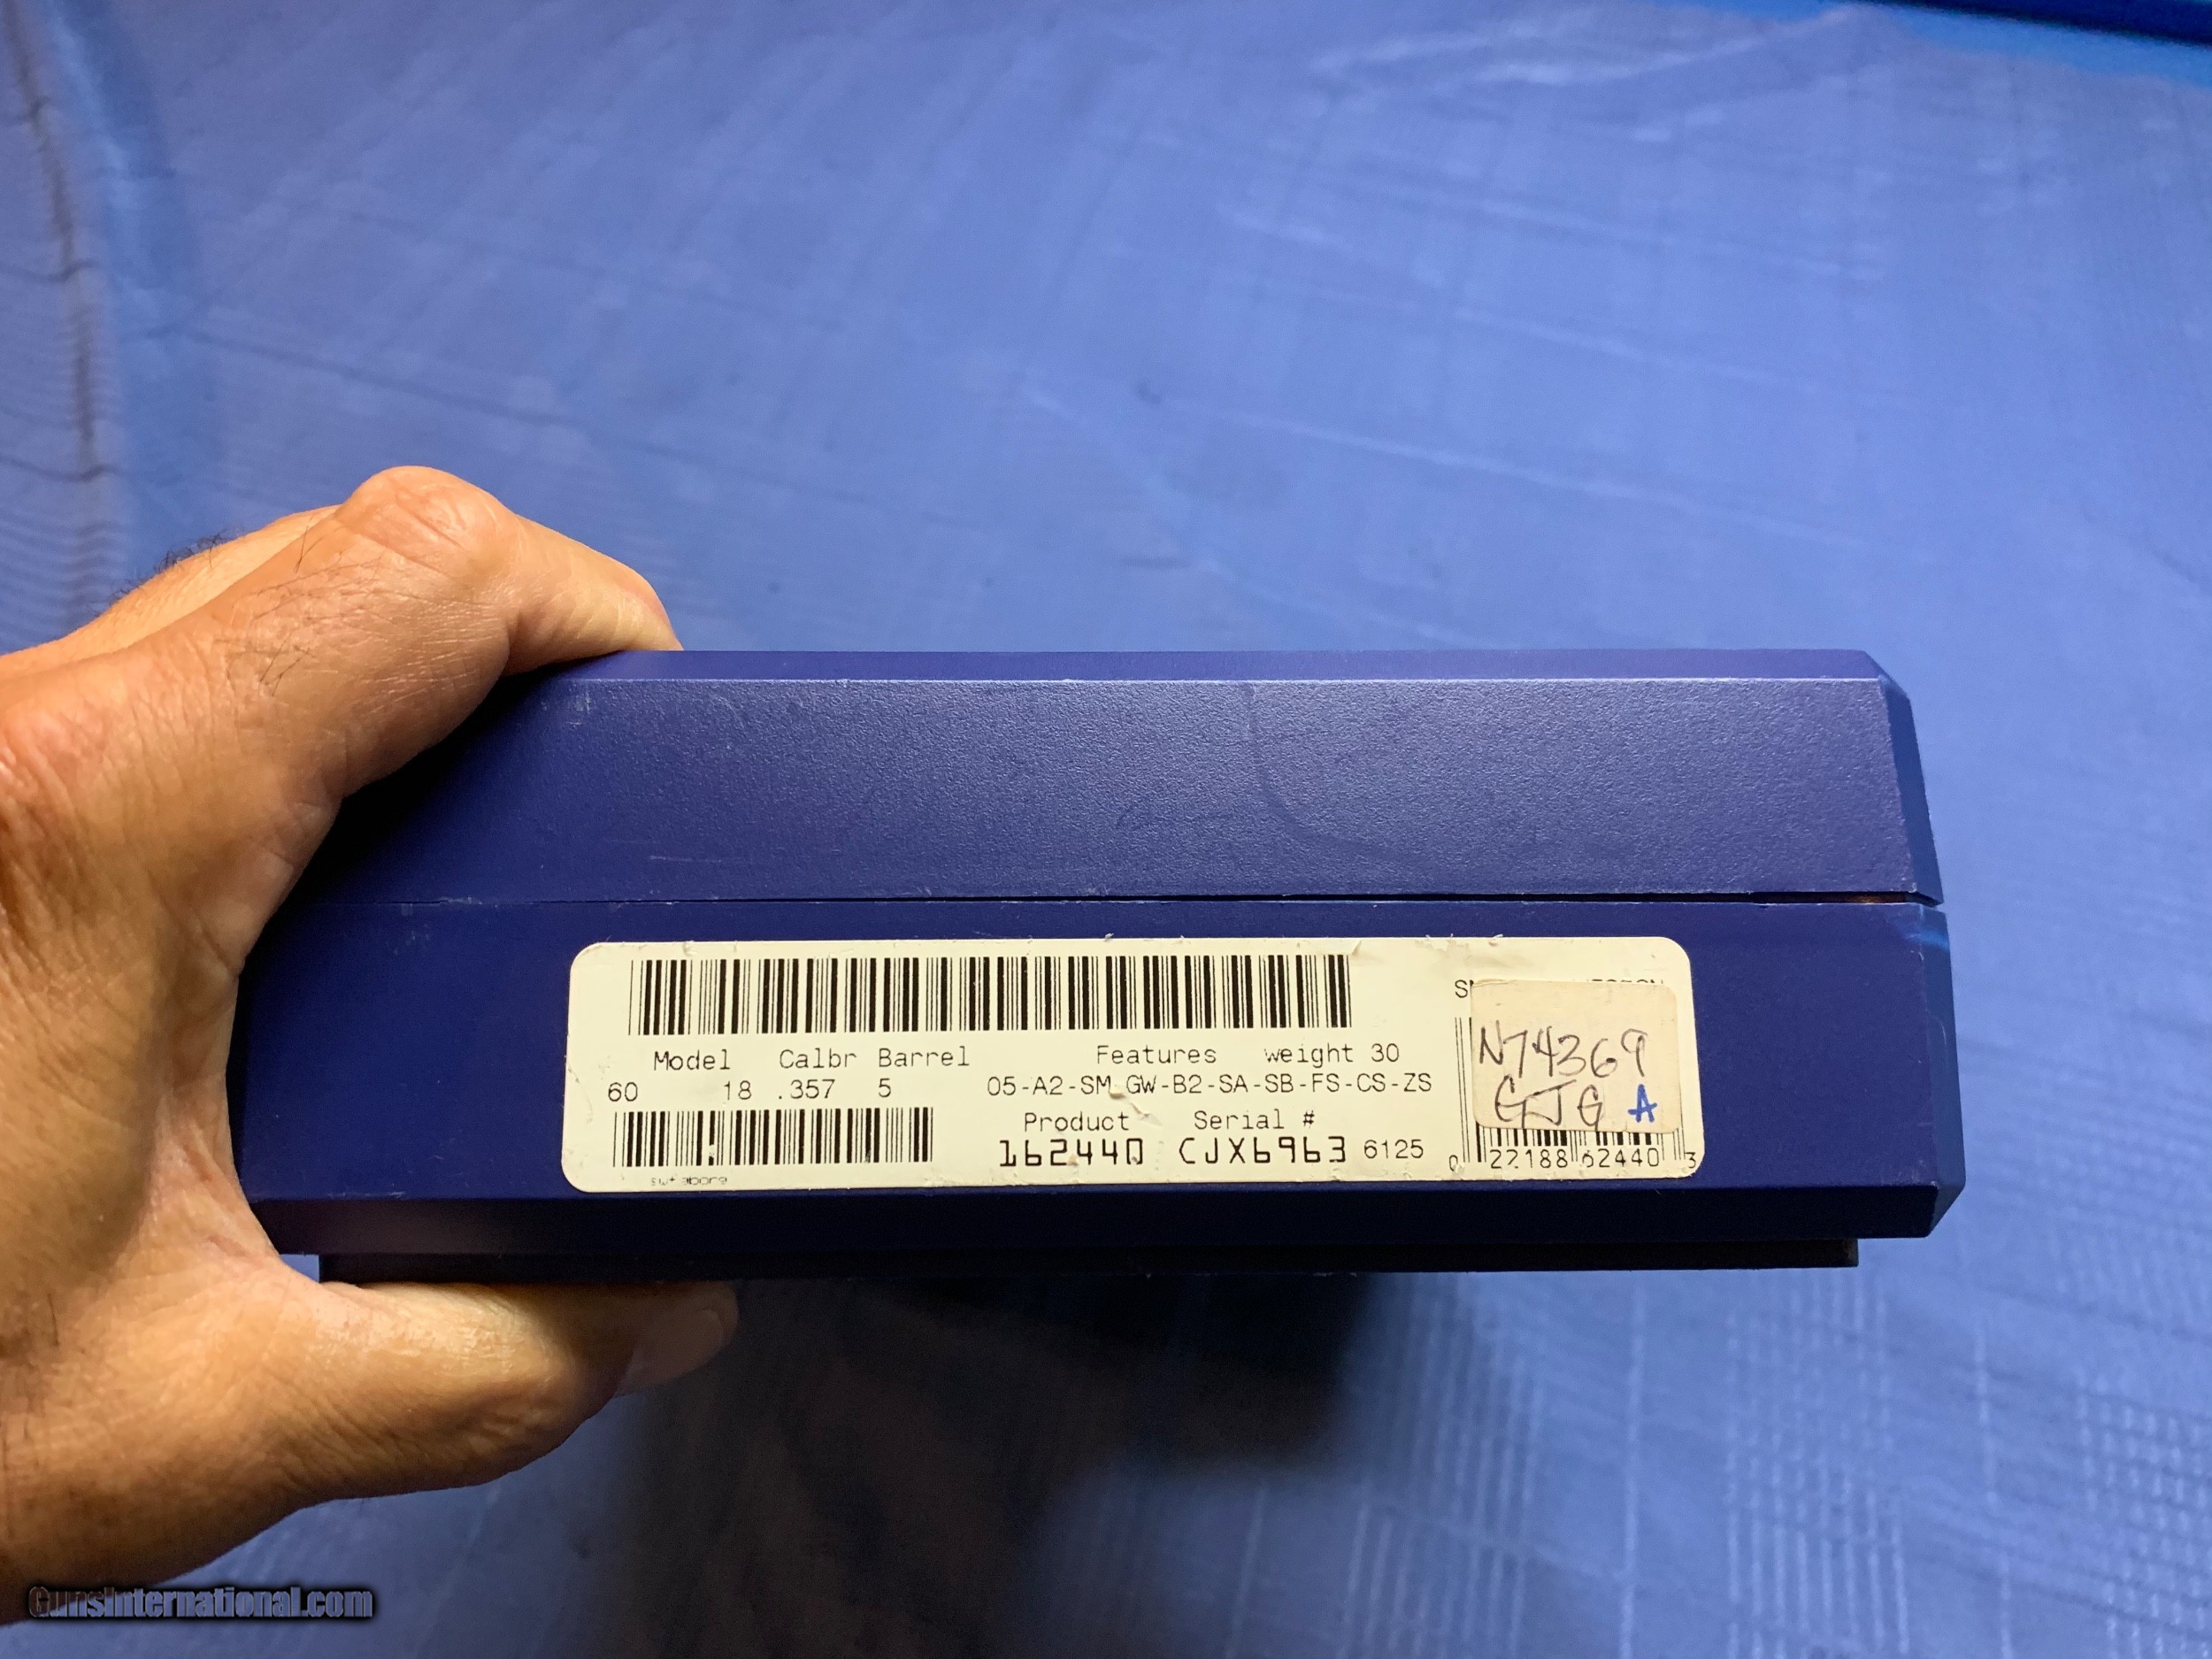 Model Calbr Barrel Features weight 30
60 18 .357 5 05-A2-SM GW-B2-SA-SB-FS-CS-ZS
Product Serial #
162440 CJX6963 6125
N74369
GJG A
0 22188 62440 3
GunsInternational.com